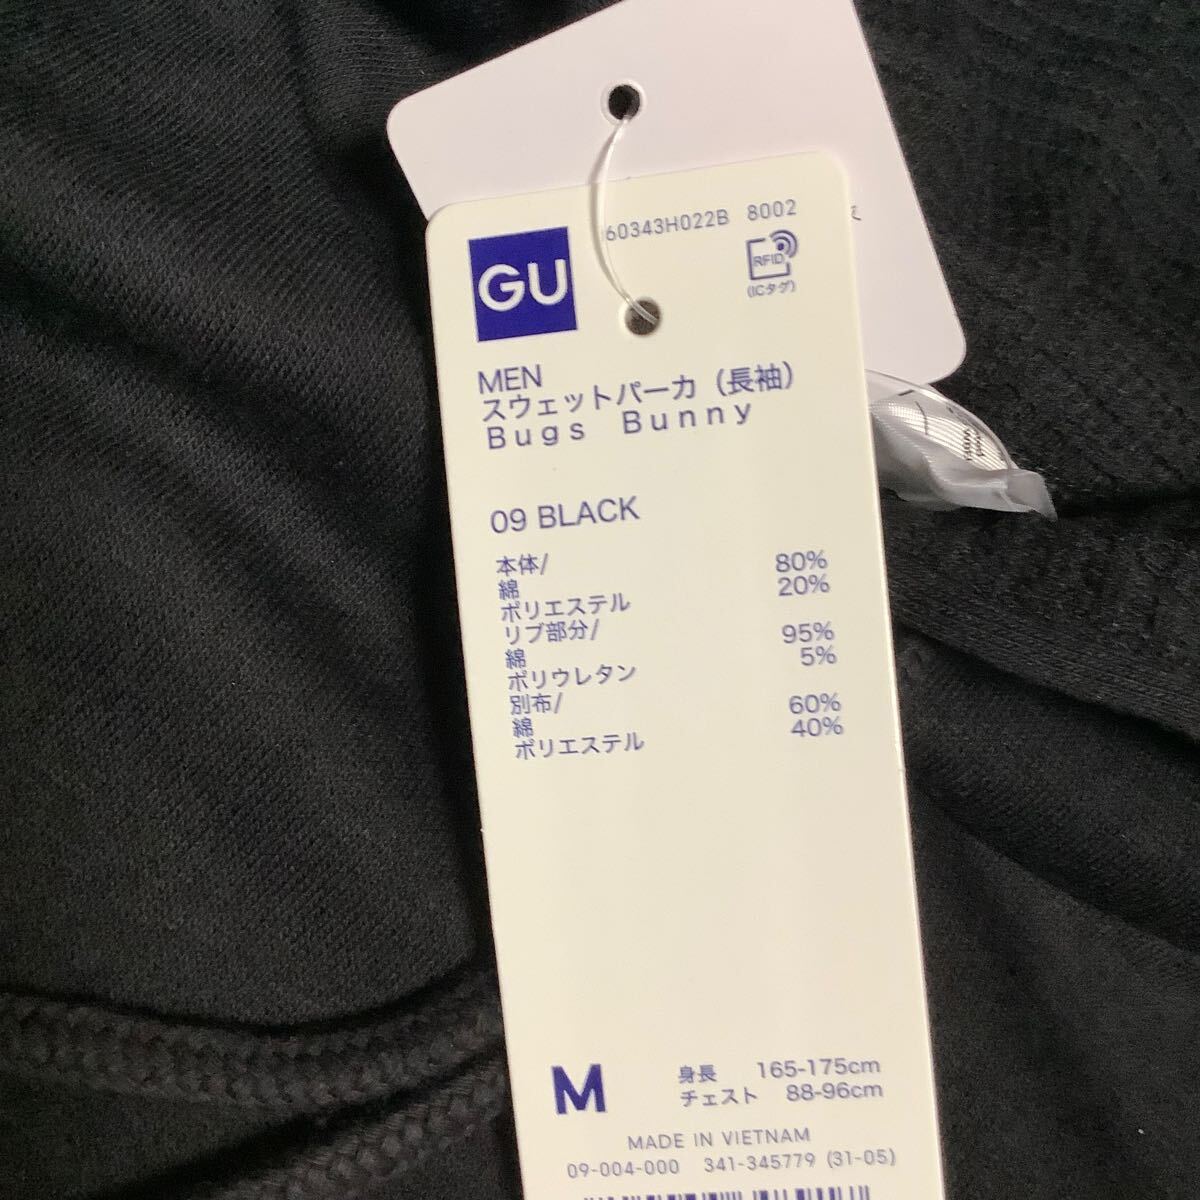 60343H022B 8002
GU
RFID
(ICタグ)
MEN
スウェットパーカ（長袖）
Bugs Bunny
09 BLACK
本体/
綿 80%
ポリエステル 20%
リブ部分/
綿 95%
ポリウレタン 5%
別布/
綿 60%
ポリエステル 40%
M
身長 165-175cm
チェスト 88-96cm
MADE IN VIETNAM
09-004-000 341-345779 (31-05)